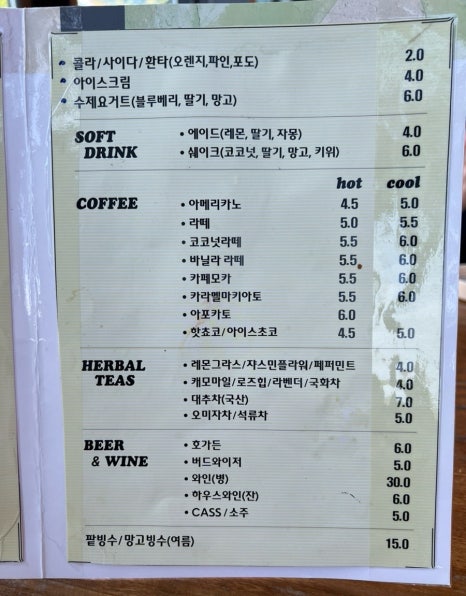 • 콜라/사이다/환타(오렌지,파인,포도) 2.0
• 아이스크림 4.0
• 수제요거트(블루베리, 딸기, 망고) 6.0
SOFT DRINK
• 에이드(레몬, 딸기, 자몽) 4.0
• 쉐이크(코코넛, 딸기, 망고, 키위) 6.0
hot cool
COFFEE
• 아메리카노 4.5 5.0
• 라떼 5.0 5.5
• 코코넛라떼 5.5 6.0
• 바닐라 라떼 5.5 6.0
• 카페모카 5.5 6.0
• 카라멜마키아토 5.5 6.0
• 아포카토 6.0
• 핫쵸코/아이스초코 4.5 5.0
HERBAL TEAS
• 레몬그라스/쟈스민플라워/페퍼민트 4.0
• 캐모마일/로즈힙/라벤더/국화차 4.0
• 대추차(국산) 7.0
• 오미자차/석류차 5.0
BEER & WINE
• 호가든 6.0
• 버드와이저 5.0
• 와인(병) 30.0
• 하우스와인(잔) 6.0
• CASS/소주 5.0
팥빙수/망고빙수(여름) 15.0